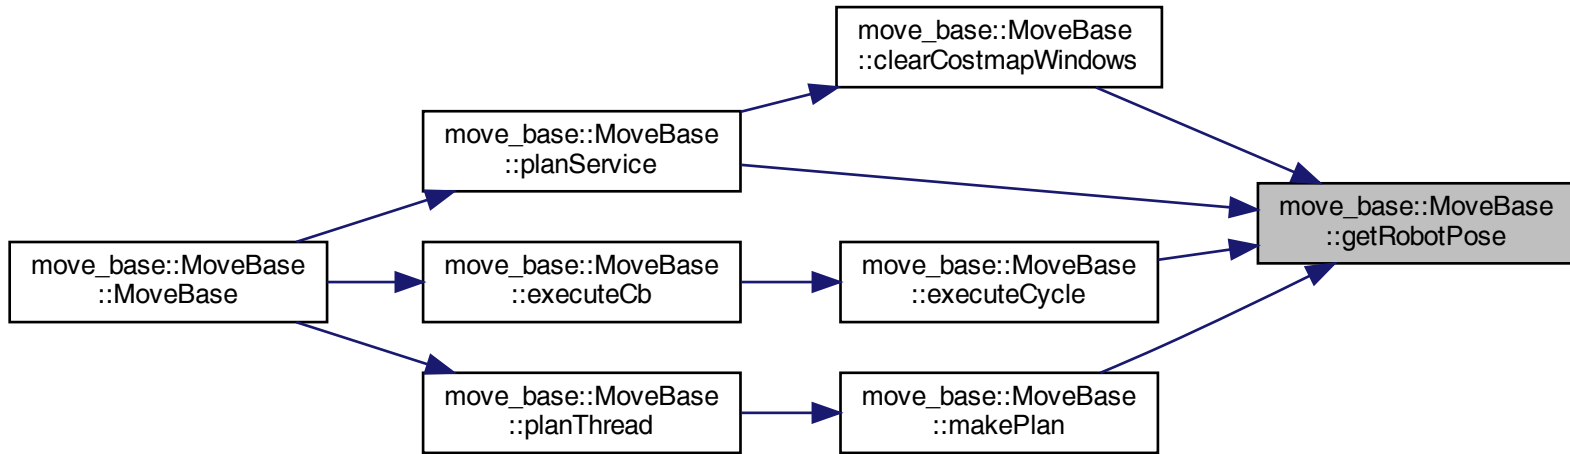 move_base::MoveBase
::clearCostmapWindows
move_base::MoveBase
::planService
move_base::MoveBase
::getRobotPose
move_base::MoveBase
::MoveBase
move_base::MoveBase
::executeCb
move_base::MoveBase
::executeCycle
move_base::MoveBase
::planThread
move_base::MoveBase
::makePlan